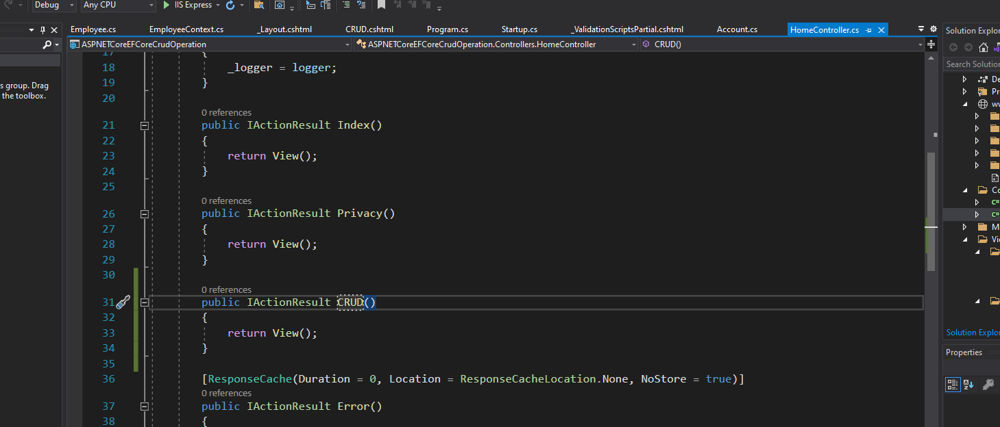 Debug Any CPU IIS Express
Employee.cs EmployeeContext.cs _Layout.cshtml CRUD.cshtml Program.cs Startup.cs _ValidationScriptsPartial.cshtml Account.cs HomeController.cs
ASPNETCoreEFCoreCrudOperation ASPNETCoreEFCoreCrudOperation.Controllers.HomeController CRUD()
s group. Drag
the toolbox.
17 {
18 _logger = logger;
19 }
20
0 references
21 public IActionResult Index()
22 {
23 return View();
24 }
25
0 references
26 public IActionResult Privacy()
27 {
28 return View();
29 }
30
0 references
31 public IActionResult CRUD()
32 {
33 return View();
34 }
35
36 [ResponseCache(Duration = 0, Location = ResponseCacheLocation.None, NoStore = true)]
0 references
37 public IActionResult Error()
38 {
Solution Explor
Search Solution
De
Pr
ww
Co
C#
C#
M
Vi
Solution Explo
Properties